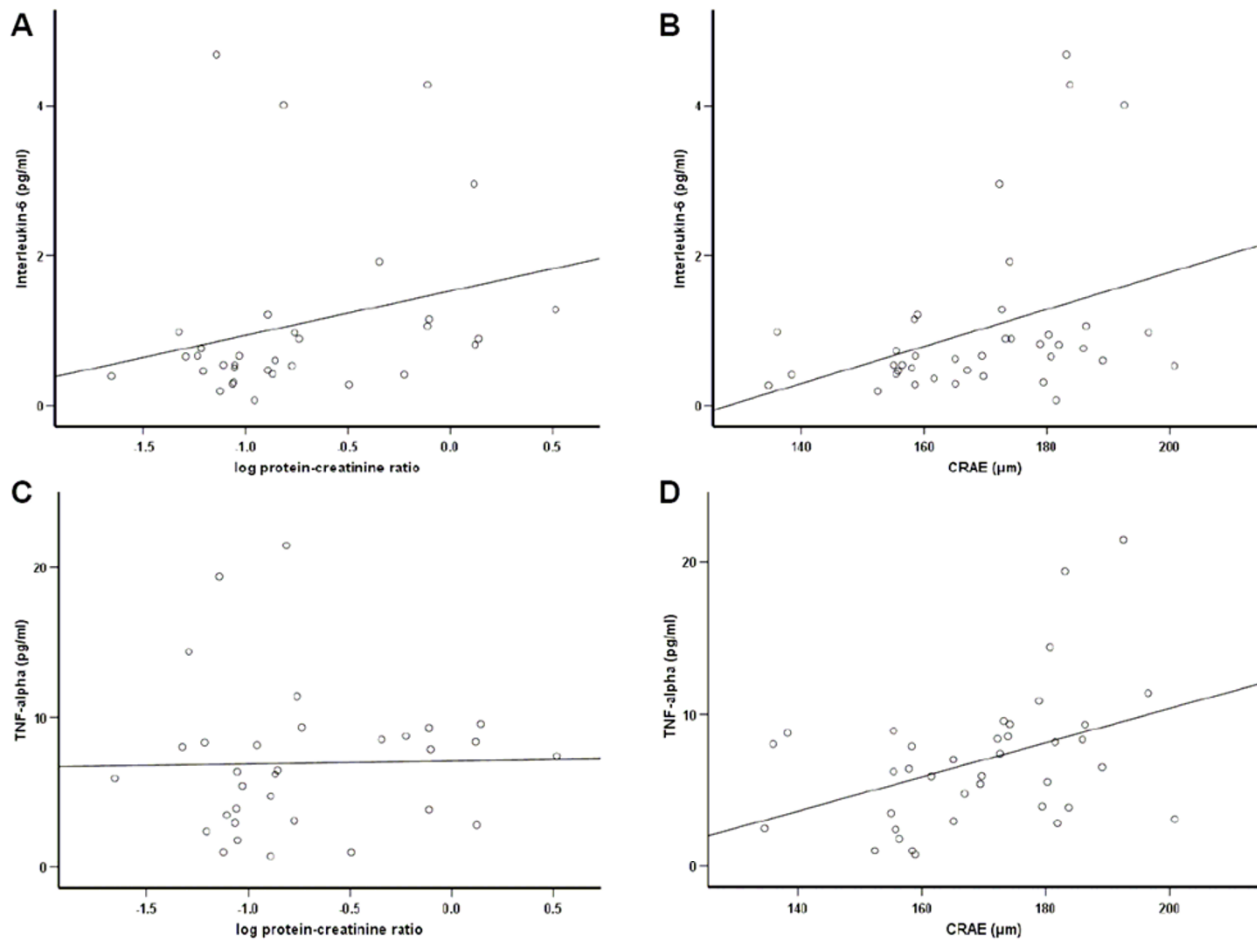 A
Interleukin-6 (pg/ml)
4
2
0
-1.5 -1.0 -0.5 0.0 0.5
log protein-creatinine ratio
B
Interleukin-6 (pg/ml)
4
2
0
140 160 180 200
CRAE (µm)
C
TNF-alpha (pg/ml)
20
10
0
-1.5 -1.0 -0.5 0.0 0.5
log protein-creatinine ratio
D
TNF-alpha (pg/ml)
20
10
0
140 160 180 200
CRAE (µm)